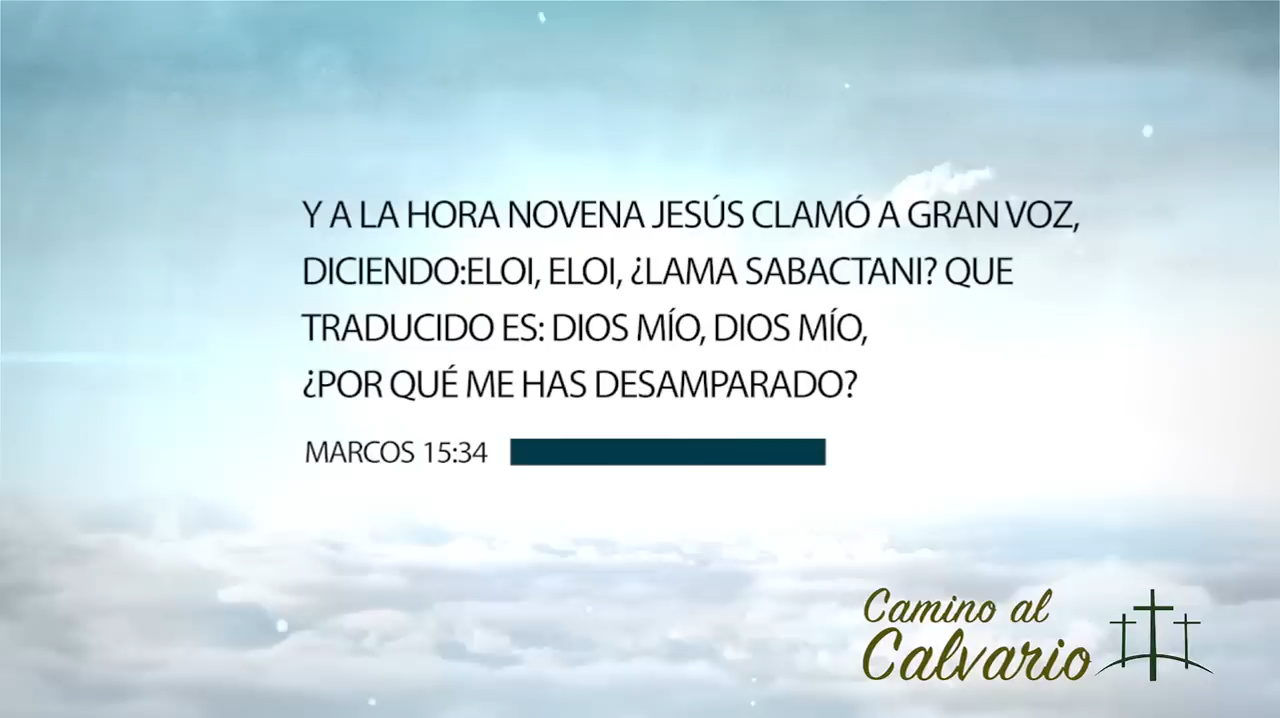 Y A LA HORA NOVENA JESÚS CLAMÓ A GRAN VOZ,
DICIENDO:ELOI, ELOI, ¿LAMA SABACTANI? QUE
TRADUCIDO ES: DIOS MÍO, DIOS MÍO,
¿POR QUÉ ME HAS DESAMPARADO?
MARCOS 15:34
Camino al
Calvario